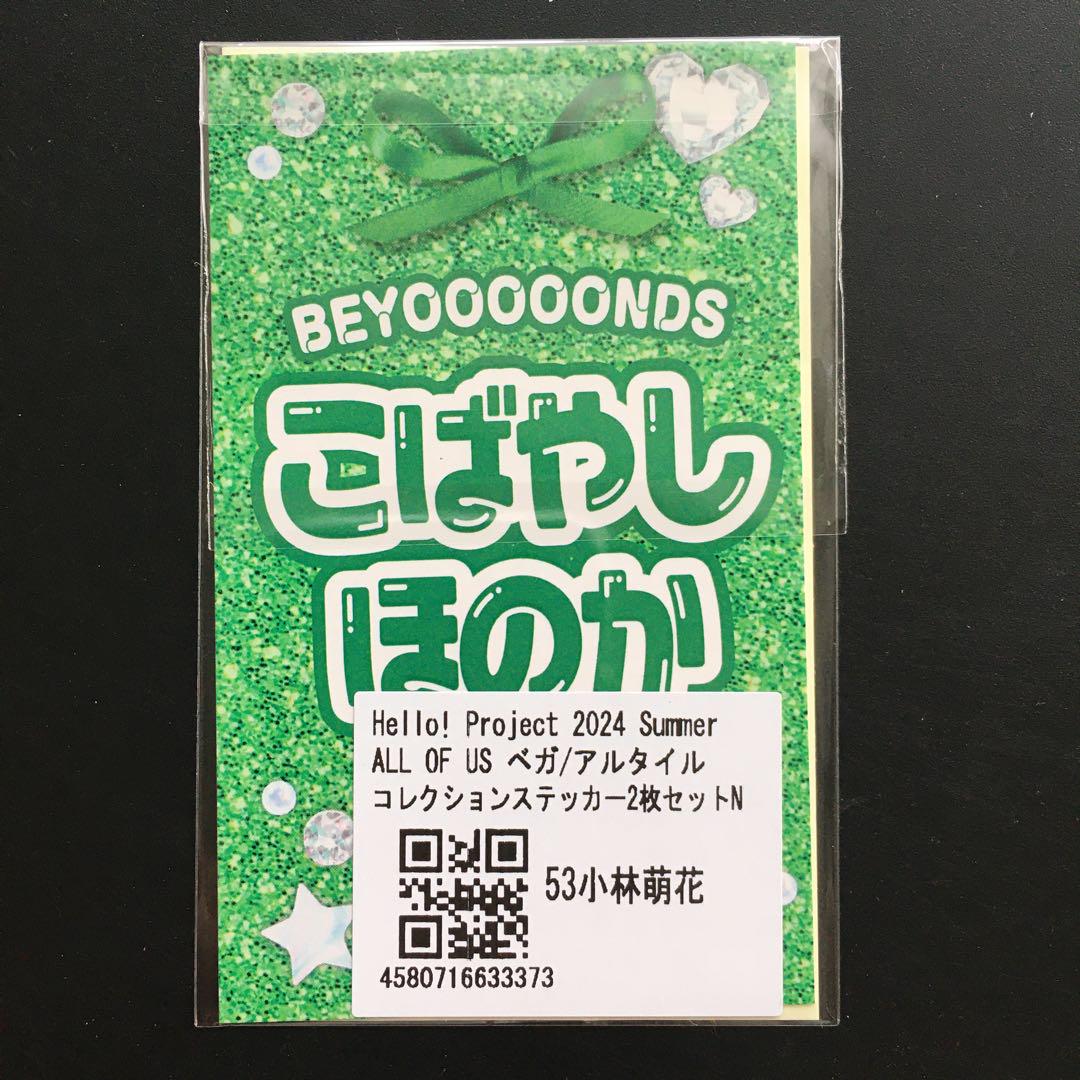 BEYOOOOONDS
こばやし
ほのか
Hello! Project 2024 Summer
ALL OF US ベガ/アルタイル
コレクションステッカー2枚セットN
53小林萌花
4580716633373